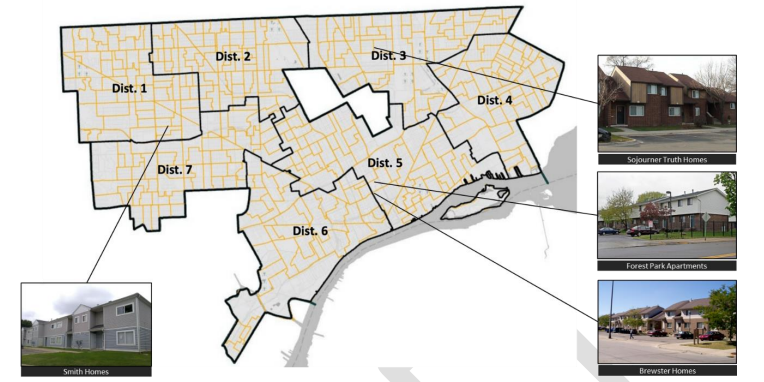 Dist. 1
Dist. 2
Dist. 3
Dist. 4
Dist. 5
Dist. 6
Dist. 7
Sojourner Truth Homes
Forest Park Apartments
Brewster Homes
Smith Homes